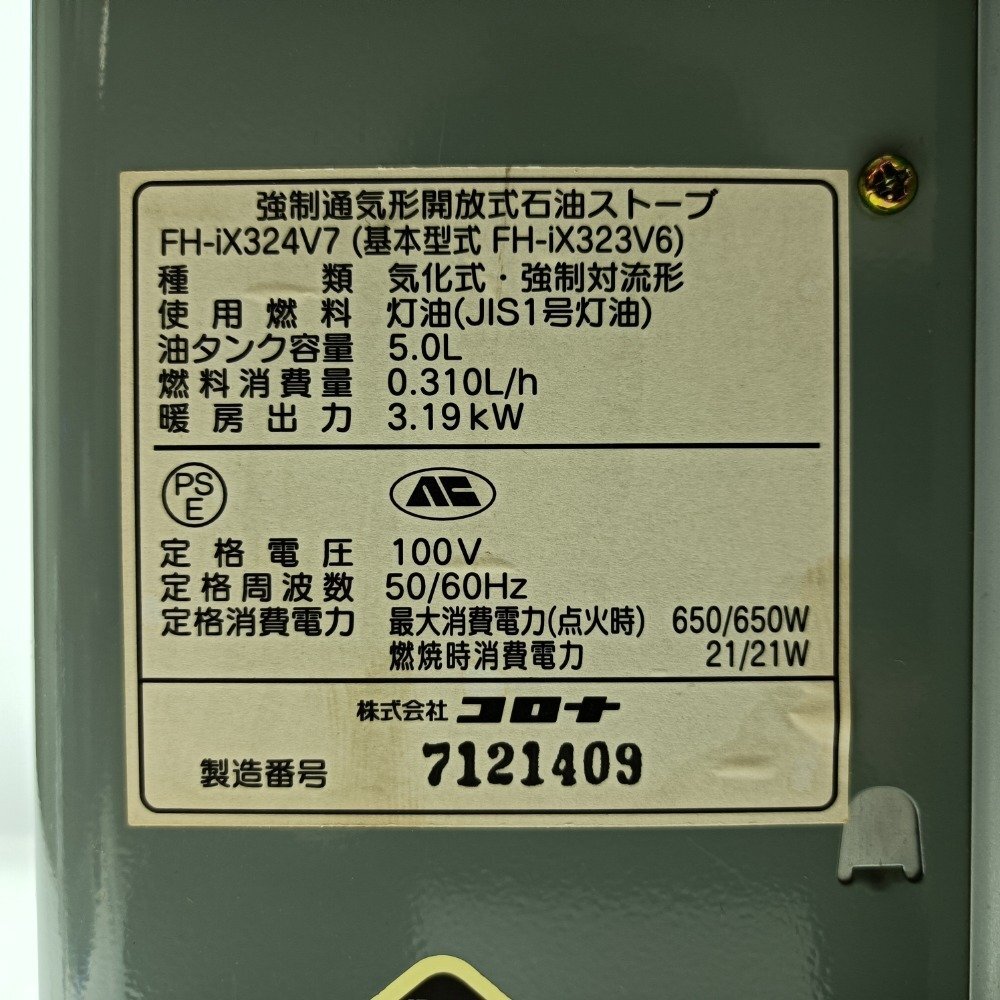 強制通気形開放式石油ストーブ
FH-iX324V7 (基本型式 FH-iX323V6)
種類 気化式・強制対流形
使用燃料 灯油(JIS1号灯油)
油タンク容量 5.0L
燃料消費量 0.310L/h
暖房出力 3.19kW
PS
E
定格電圧 100V
定格周波数 50/60Hz
定格消費電力 最大消費電力(点火時) 650/650W
燃焼時消費電力 21/21W
株式会社 コロナ
製造番号 7121409